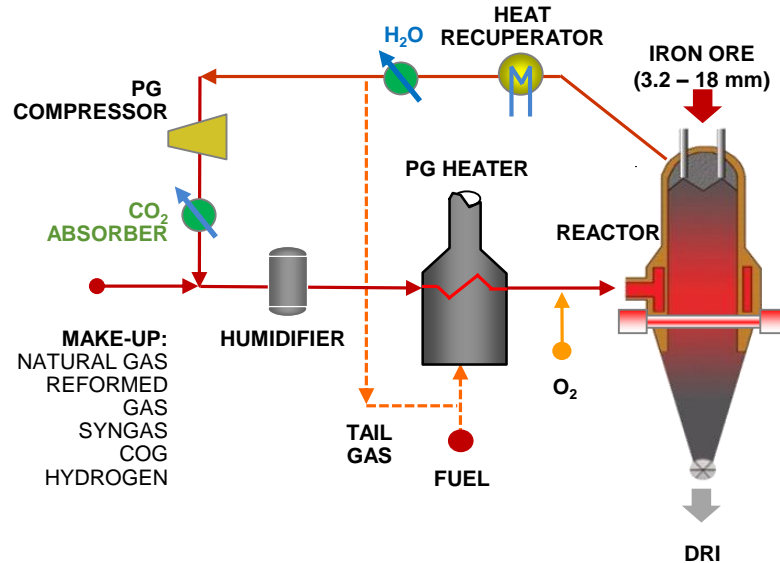 HEAT
RECUPERATOR
H₂O
IRON ORE
(3.2 – 18 mm)
PG
COMPRESSOR
PG HEATER
CO₂
ABSORBER
REACTOR
HUMIDIFIER
MAKE-UP:
NATURAL GAS
REFORMED
GAS
SYNGAS
COG
HYDROGEN
O₂
TAIL
GAS
FUEL
DRI